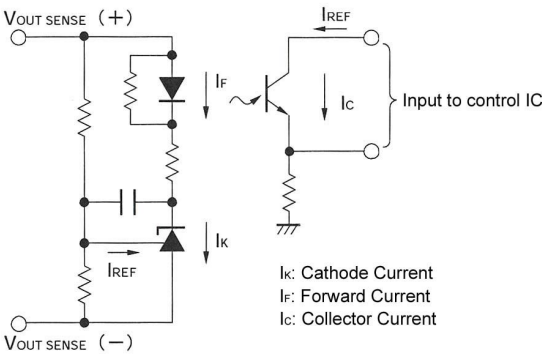 VOUT SENSE (+)
IREF
IF
IC
Input to control IC
IK
IREF
IK: Cathode Current
IF: Forward Current
IC: Collector Current
VOUT SENSE (−)